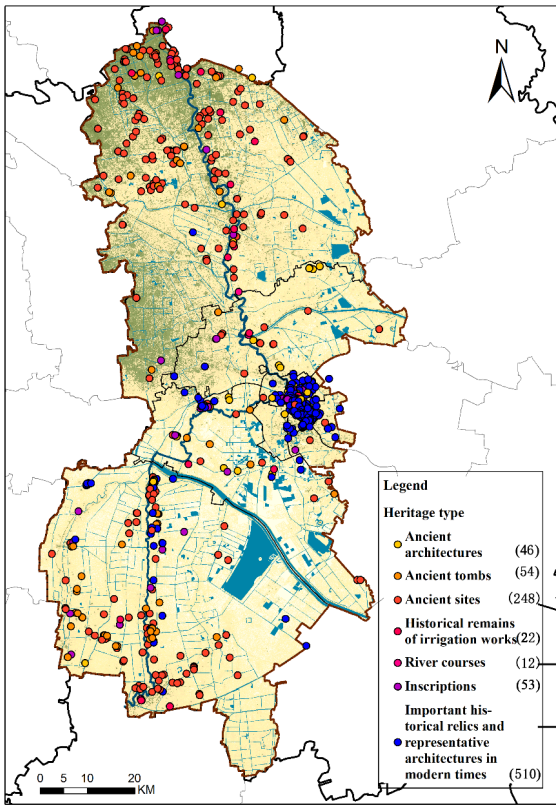 N
Legend
Heritage type
Ancient
architectures (46)
Ancient tombs (54)
Ancient sites (248)
Historical remains
of irrigation works (22)
River courses (12)
Inscriptions (53)
Important his-
torical relics and
representative
architectures in
modern times (510)
0 5 10 20
KM